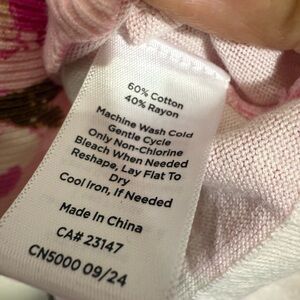 60% Cotton
40% Rayon
Machine Wash Cold
Gentle Cycle
Only Non-Chlorine
Bleach When Needed
Reshape, Lay Flat To
Dry
Cool Iron, If Needed
Made In China
CA# 23147
CN5000 09/24